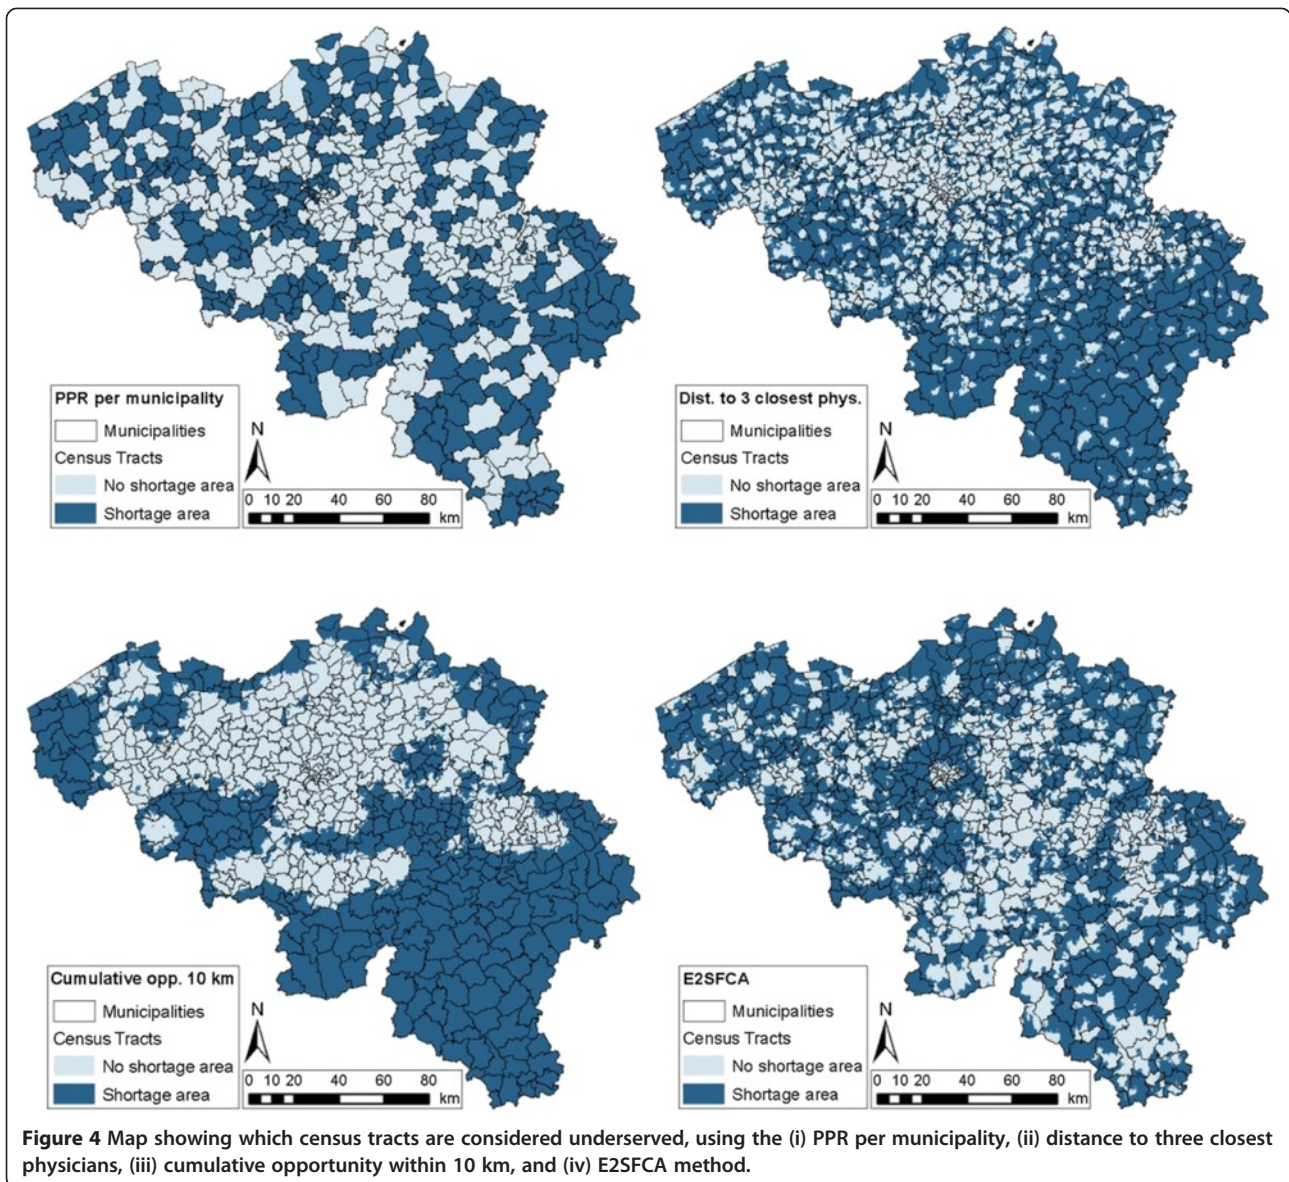 PPR per municipality
Municipalities
Census Tracts
No shortage area
Shortage area
N
0 10 20 40 60 80
km
Dist. to 3 closest phys.
Municipalities
Census Tracts
No shortage area
Shortage area
N
0 10 20 40 60 80
km
Cumulative opp. 10 km
Municipalities
Census Tracts
No shortage area
Shortage area
N
0 10 20 40 60 80
km
E2SFCA
Municipalities
Census Tracts
No shortage area
Shortage area
N
0 10 20 40 60 80
km
Figure 4 Map showing which census tracts are considered underserved, using the (i) PPR per municipality, (ii) distance to three closest
physicians, (iii) cumulative opportunity within 10 km, and (iv) E2SFCA method.